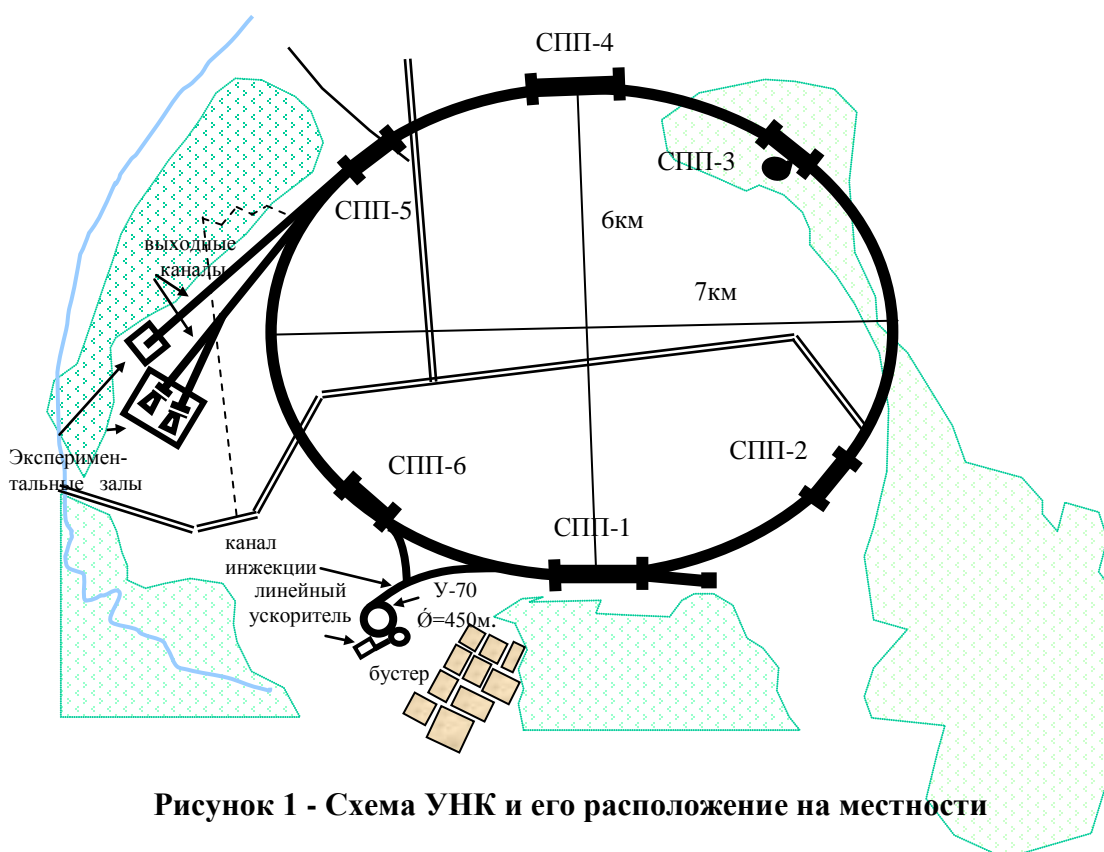 СПП-4
СПП-3
СПП-5
6км
выходные
каналы
7км
СПП-2
СПП-6
Эксперимен-
тальные залы
СПП-1
канал
инжекции
линейный
ускоритель
У-70
Ǿ=450м.
бустер
Рисунок 1 - Схема УНК и его расположение на местности